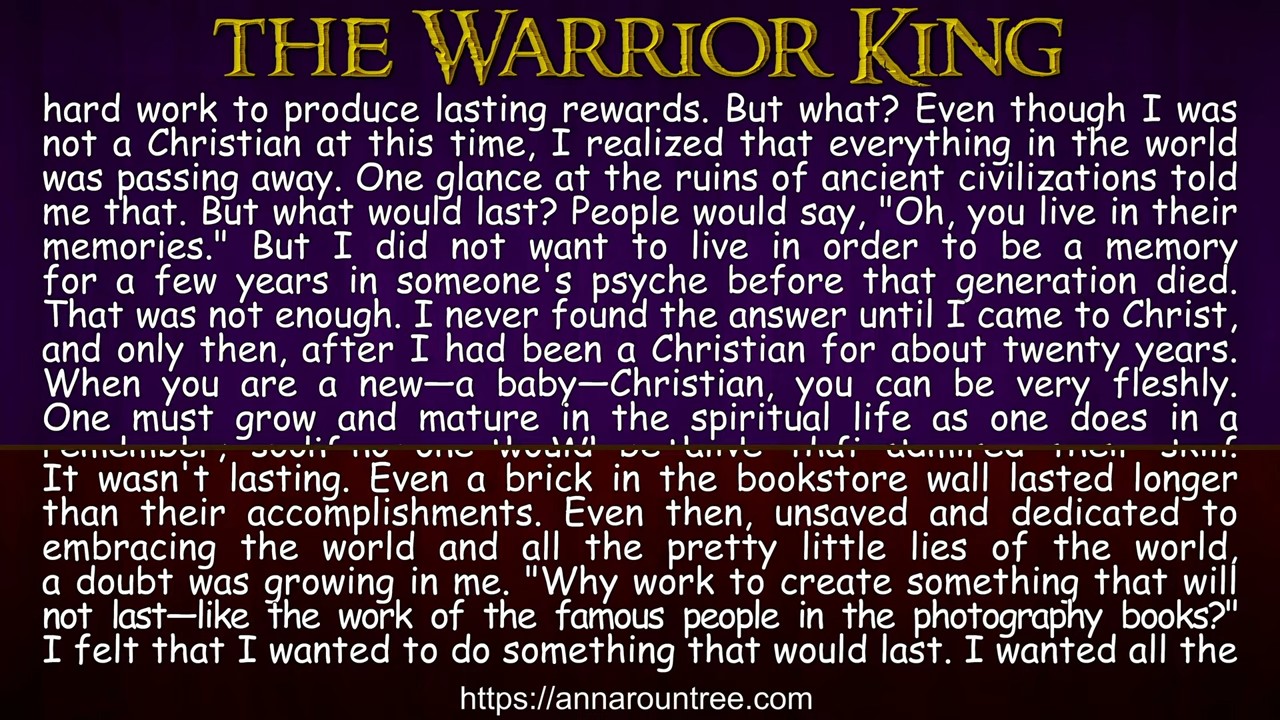 THE WARRIOR KING
hard work to produce lasting rewards. But what? Even though I was
not a Christian at this time, I realized that everything in the world
was passing away. One glance at the ruins of ancient civilizations told
me that. But what would last? People would say, "Oh, you live in their
memories." But I did not want to live in order to be a memory
for a few years in someone's psyche before that generation died.
That was not enough. I never found the answer until I came to Christ,
and only then, after I had been a Christian for about twenty years.
When you are a new—a baby—Christian, you can be very fleshly.
One must grow and mature in the spiritual life as one does in a
no one would be alive that first admired their skill.
It wasn't lasting. Even a brick in the bookstore wall lasted longer
than their accomplishments. Even then, unsaved and dedicated to
embracing the world and all the pretty little lies of the world,
a doubt was growing in me. "Why work to create something that will
not last—like the work of the famous people in the photography books?"
I felt that I wanted to do something that would last. I wanted all the
https://annarountree.com